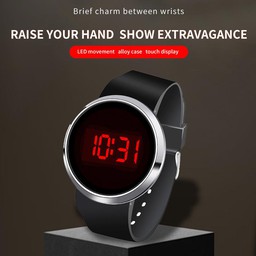 Brief charm between wrists
RAISE YOUR HAND SHOW EXTRAVAGANCE
LED movement alloy case touch display
10:31